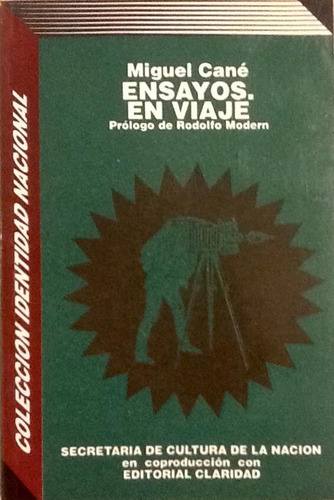 Miguel Cané
ENSAYOS.
EN VIAJE
Prólogo de Rodolfo Modern
COLECCION IDENTIDAD NACIONAL
SECRETARIA DE CULTURA DE LA NACION
en coproducción con
EDITORIAL CLARIDAD